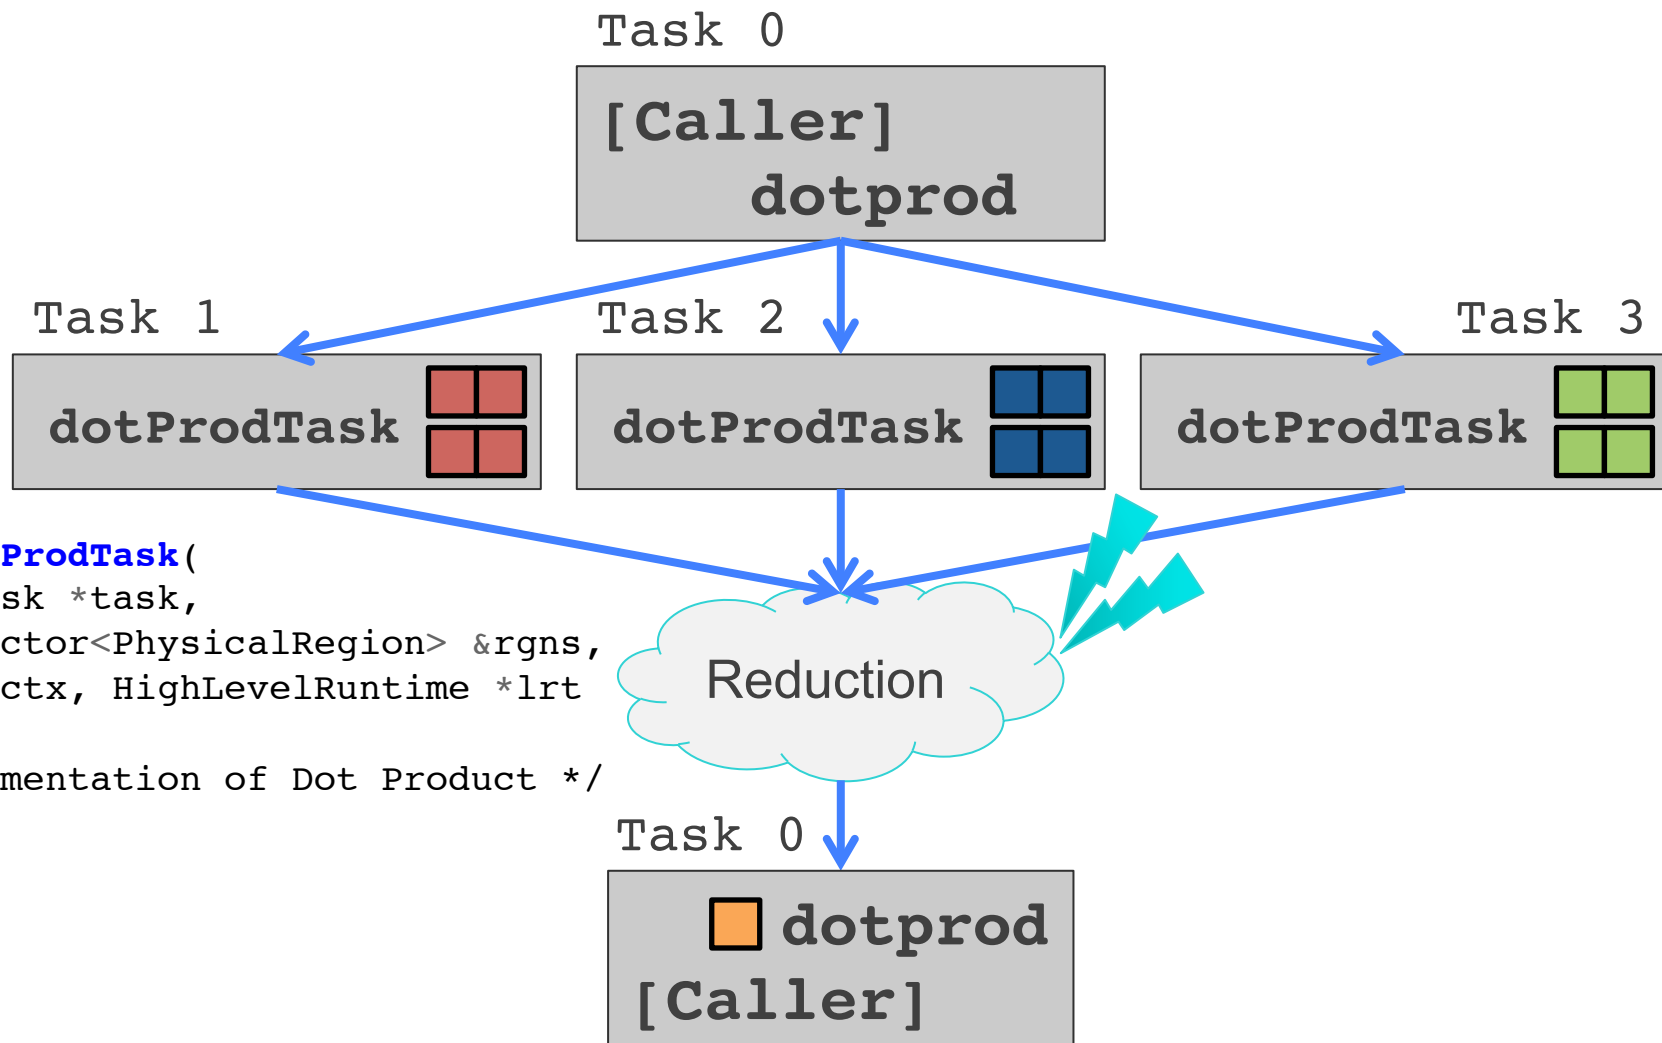 Task 0
[Caller]
dotprod
Task 1
Task 2
Task 3
dotProdTask
dotProdTask
dotProdTask
ProdTask(
sk *task,
ctor<PhysicalRegion> &rgns,
ctx, HighLevelRuntime *lrt
mentation of Dot Product */
Reduction
Task 0
dotprod
[Caller]